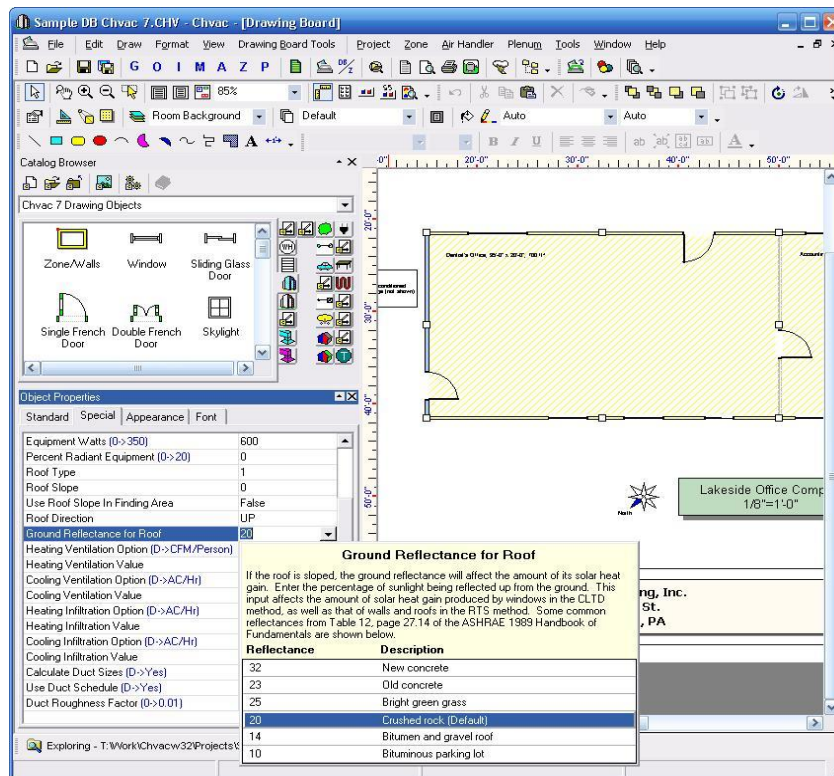 Sample DB Chvac 7.CHV - Chvac - [Drawing Board]
File Edit Draw Format View Drawing Board Tools Project Zone Air Handler Plenum Tools Window Help
G O I M A Z P
85%
Room Background Default Auto Auto
A B I U A
Catalog Browser
Chvac 7 Drawing Objects
Zone/Walls Window Sliding Glass Door
Single French Door Double French Door Skylight
WH
T
0'-0" 20'-0" 30'-0" 40'-0" 50'-0"
20'-0"
30'-0"
40'-0"
50'-0"
Dentist's Office, 55'-0" x 20'-0",
conditioned
(not shown)
North
Lakeside Office Comp
1/8"=1'-0"
ng, Inc.
St.
, PA
Object Properties
Standard Special Appearance Font
Equipment Watts (0->350) 600
Percent Radiant Equipment (0->20) 0
Roof Type 1
Roof Slope 0
Use Roof Slope In Finding Area False
Roof Direction UP
Ground Reflectance for Roof 20
Heating Ventilation Option (D->CFM/Person)
Heating Ventilation Value
Cooling Ventilation Option (D->AC/Hr)
Cooling Ventilation Value
Heating Infiltration Option (D->AC/Hr)
Heating Infiltration Value
Cooling Infiltration Option (D->AC/Hr)
Cooling Infiltration Value
Calculate Duct Sizes (D->Yes)
Use Duct Schedule (D->Yes)
Duct Roughness Factor (0->0.01)
Ground Reflectance for Roof
If the roof is sloped, the ground reflectance will affect the amount of its solar heat
gain. Enter the percentage of sunlight being reflected up from the ground. This
input affects the amount of solar heat gain produced by windows in the CLTD
method, as well as that of walls and roofs in the RTS method. Some common
reflectances from Table 12, page 27.14 of the ASHRAE 1989 Handbook of
Fundamentals are shown below.
Reflectance Description
32 New concrete
23 Old concrete
25 Bright green grass
20 Crushed rock (Default)
14 Bitumen and gravel roof
10 Bituminous parking lot
Exploring - T:\Work\Chvacw32\Projects\S